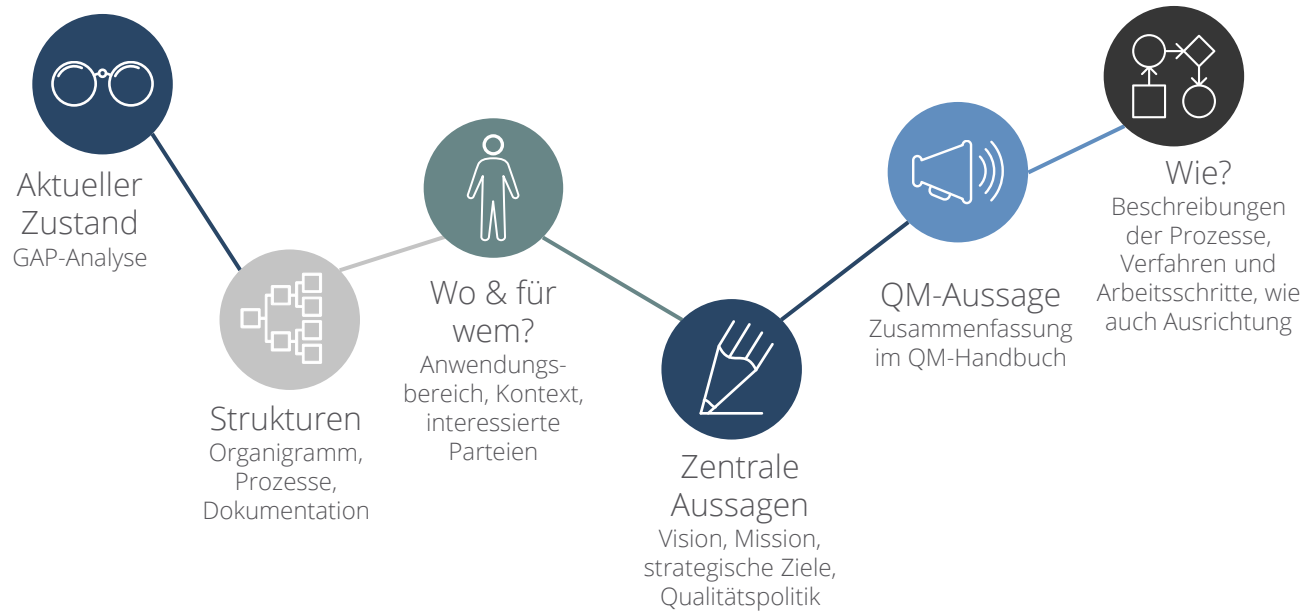 Aktueller
Zustand
GAP-Analyse
Strukturen
Organigramm,
Prozesse,
Dokumentation
Wo & für
wem?
Anwendungs-
bereich, Kontext,
interessierte
Parteien
Zentrale
Aussagen
Vision, Mission,
strategische Ziele,
Qualitätspolitik
QM-Aussage
Zusammenfassung
im QM-Handbuch
Wie?
Beschreibungen
der Prozesse,
Verfahren und
Arbeitsschritte, wie
auch Ausrichtung